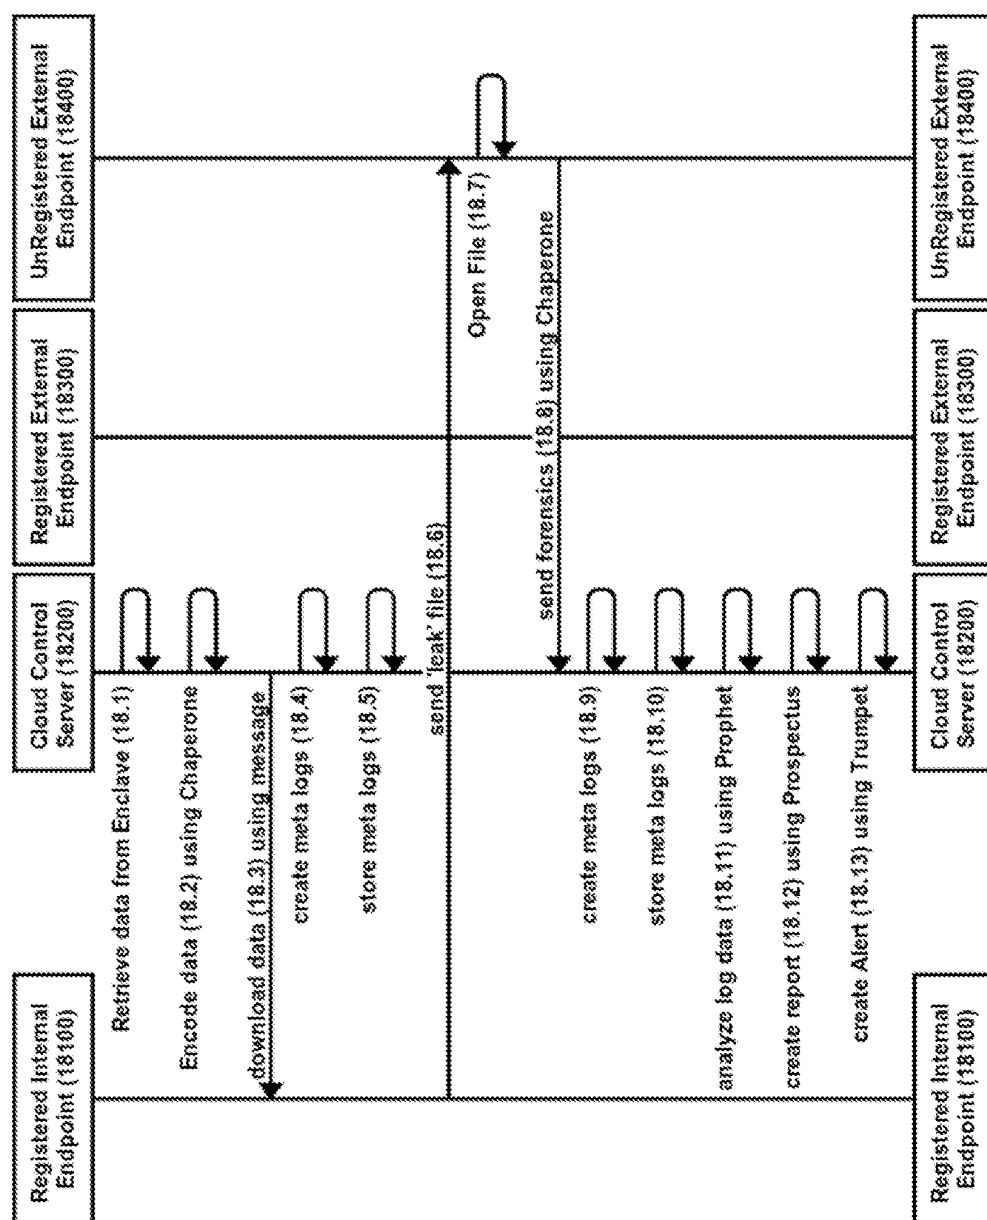 Registered Internal
Endpoint (18100)
Cloud Control
Server (18200)
Registered External
Endpoint (18300)
UnRegistered External
Endpoint (18400)
Retrieve data from Enclave (18.1)
Encode data (18.2) using Chaperone
download data (18.3) using message
create meta logs (18.4)
store meta logs (18.5)
send 'leak' file (18.6)
Open File (18.7)
send forensics (18.8) using Chaperone
create meta logs (18.9)
store meta logs (18.10)
analyze log data (18.11) using Prophet
create report (18.12) using Prospectus
create Alert (18.13) using Trumpet
Registered Internal
Endpoint (18100)
Cloud Control
Server (18200)
Registered External
Endpoint (18300)
UnRegistered External
Endpoint (18400)